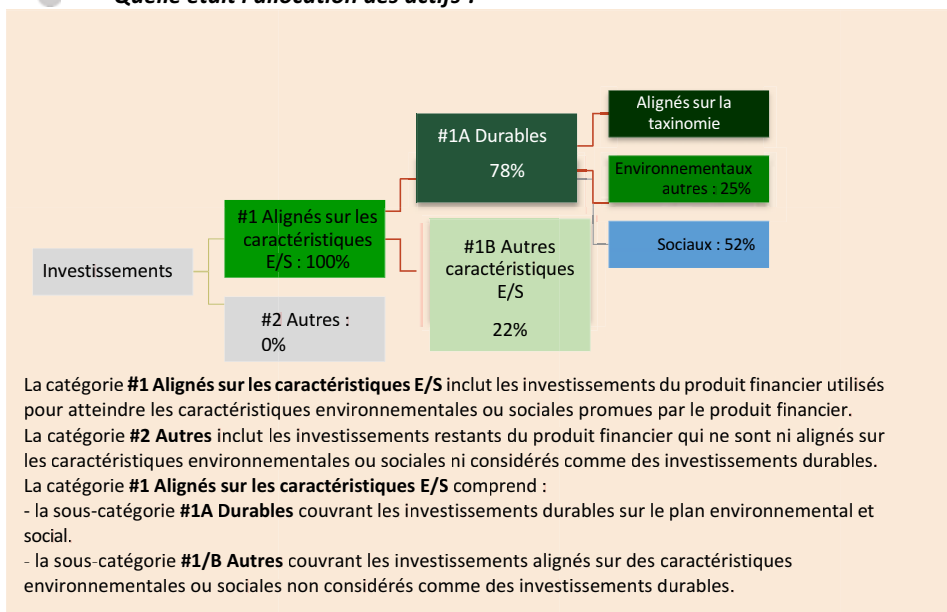 Quelle était l'allocation des actifs ?
Alignés sur la
taxinomie
#1A Durables
78%
Environnementaux
autres : 25%
#1 Alignés sur les
caractéristiques
E/S : 100%
Sociaux : 52%
#1B Autres
caractéristiques
E/S
22%
Investissements
#2 Autres :
0%
La catégorie #1 Alignés sur les caractéristiques E/S inclut les investissements du produit financier utilisés
pour atteindre les caractéristiques environnementales ou sociales promues par le produit financier.
La catégorie #2 Autres inclut les investissements restants du produit financier qui ne sont ni alignés sur
les caractéristiques environnementales ou sociales ni considérés comme des investissements durables.
La catégorie #1 Alignés sur les caractéristiques E/S comprend :
- la sous-catégorie #1A Durables couvrant les investissements durables sur le plan environnemental et
social.
- la sous-catégorie #1/B Autres couvrant les investissements alignés sur des caractéristiques
environnementales ou sociales non considérés comme des investissements durables.